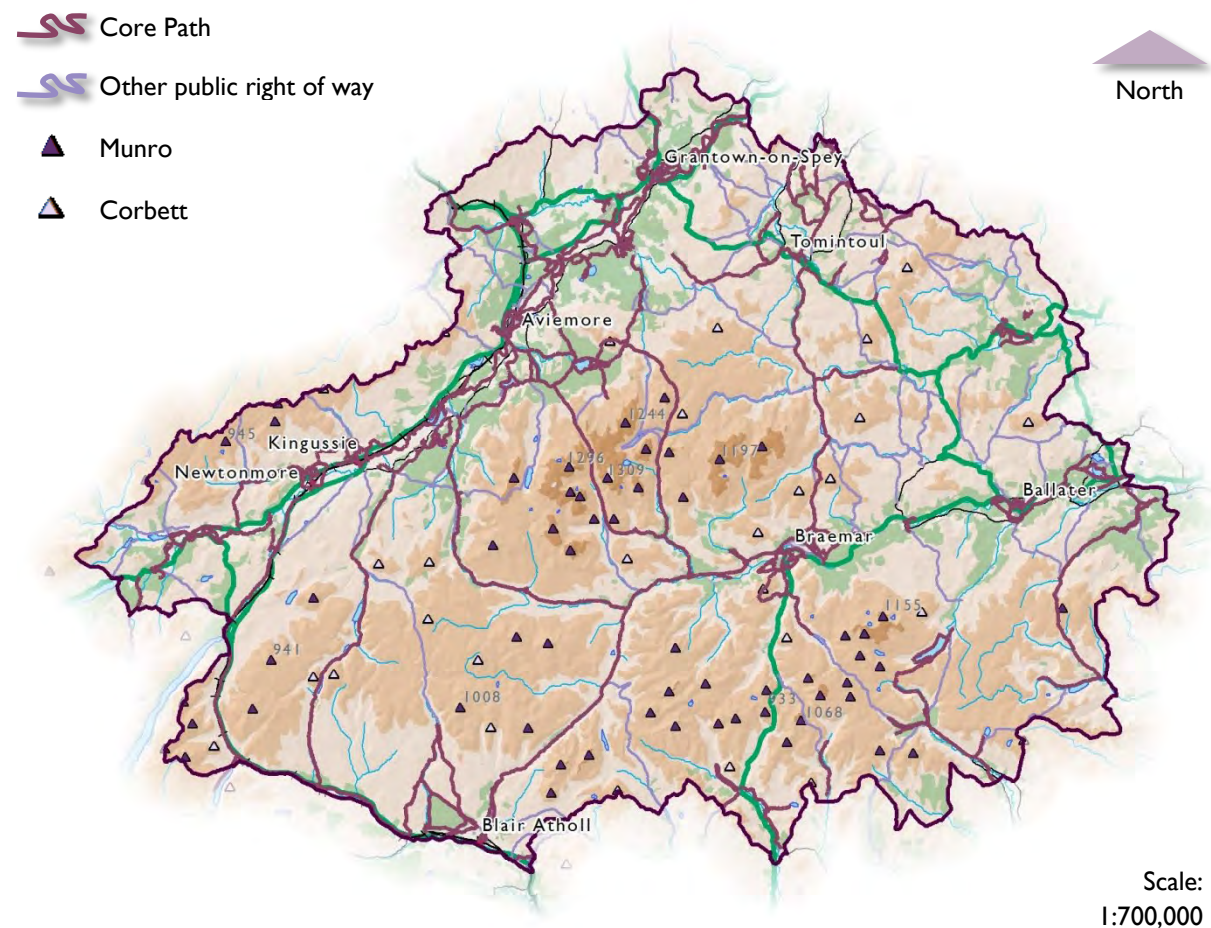 Core Path
Other public right of way
Munro
Corbett
North
Grantown-on-Spey
Tomintoul
Aviemore
1244
945
Kingussie
1197
1296
1309
Newtonmore
Ballater
Braemar
1155
941
1008
933
1068
Blair Atholl
Scale:
1:700,000